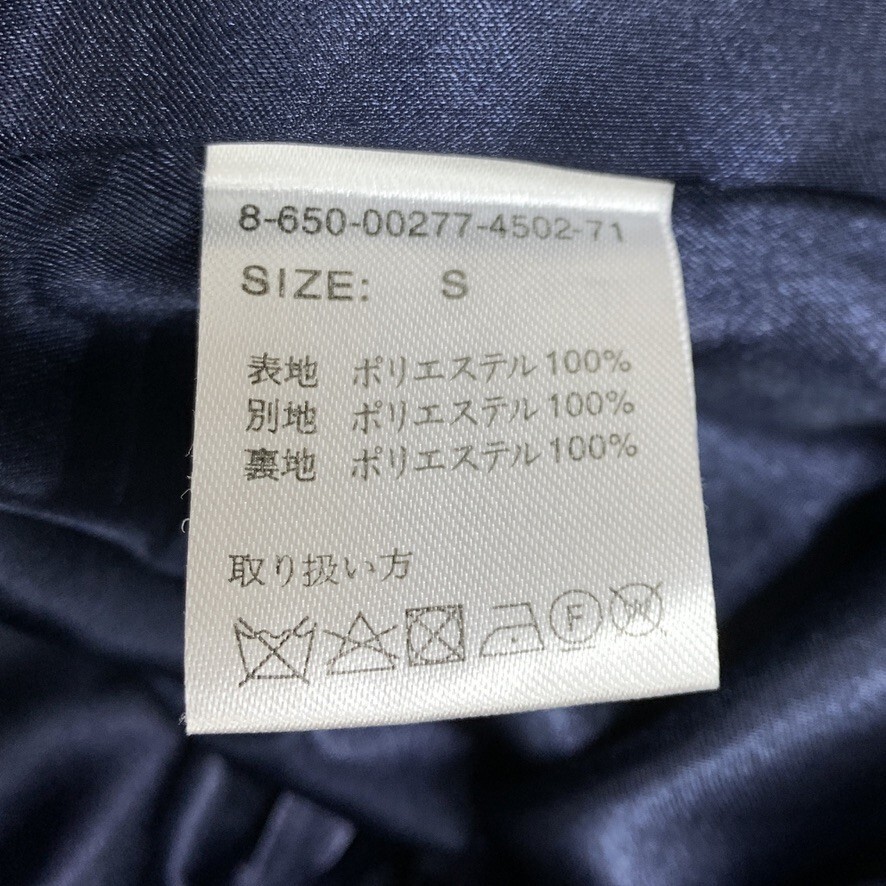 8-650-00277-4502-71
SIZE: S
表地 ポリエステル100%
別地 ポリエステル100%
裏地 ポリエステル100%
取り扱い方
F W